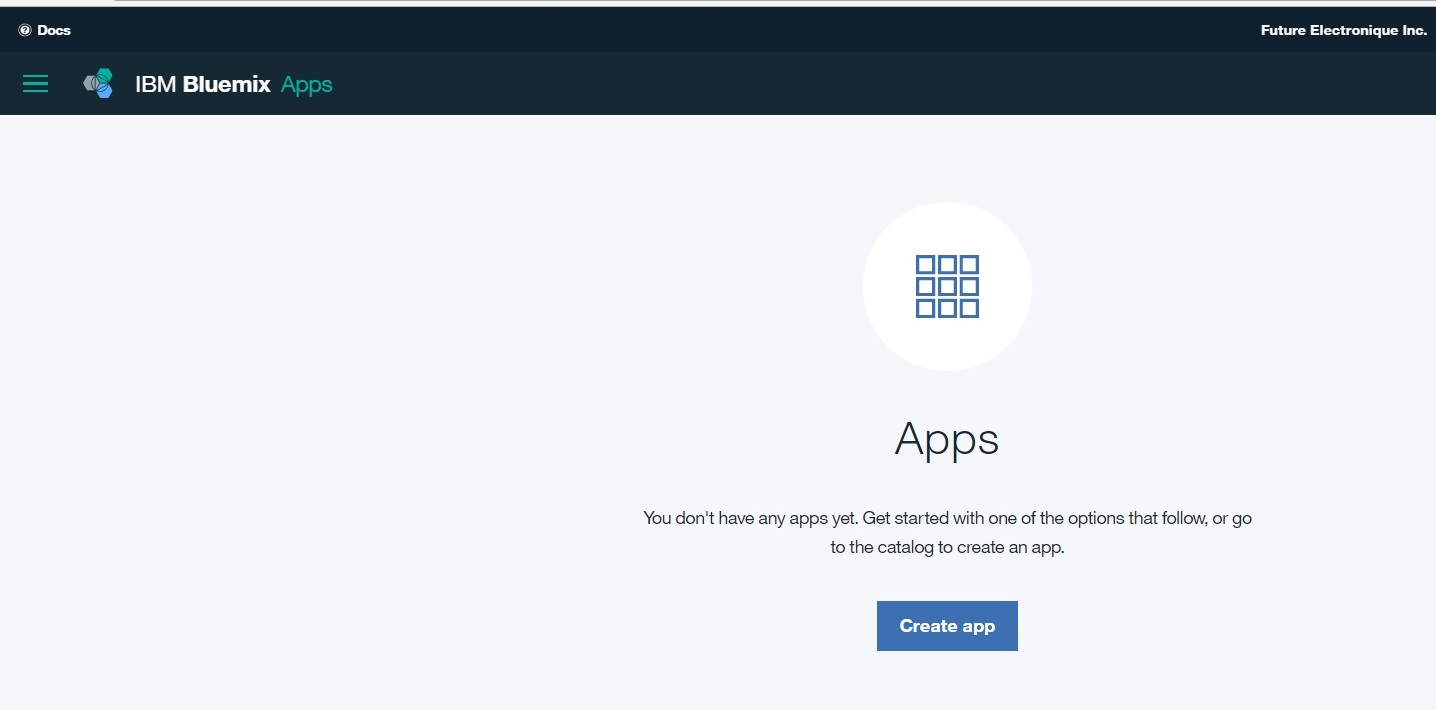 Docs
Future Electronique Inc.
IBM Bluemix Apps
Apps
You don't have any apps yet. Get started with one of the options that follow, or go
to the catalog to create an app.
Create app